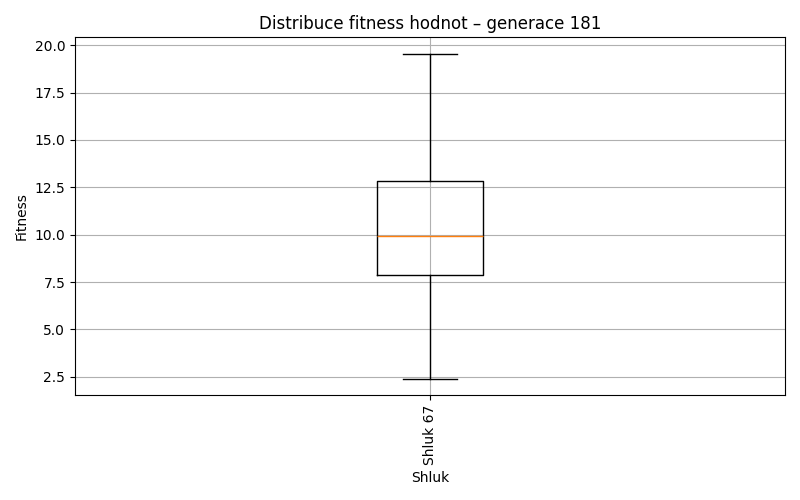 Distribuce fitness hodnot – generace 181
20.0
17.5
15.0
12.5
10.0
7.5
5.0
2.5
Fitness
Shluk 67
Shluk